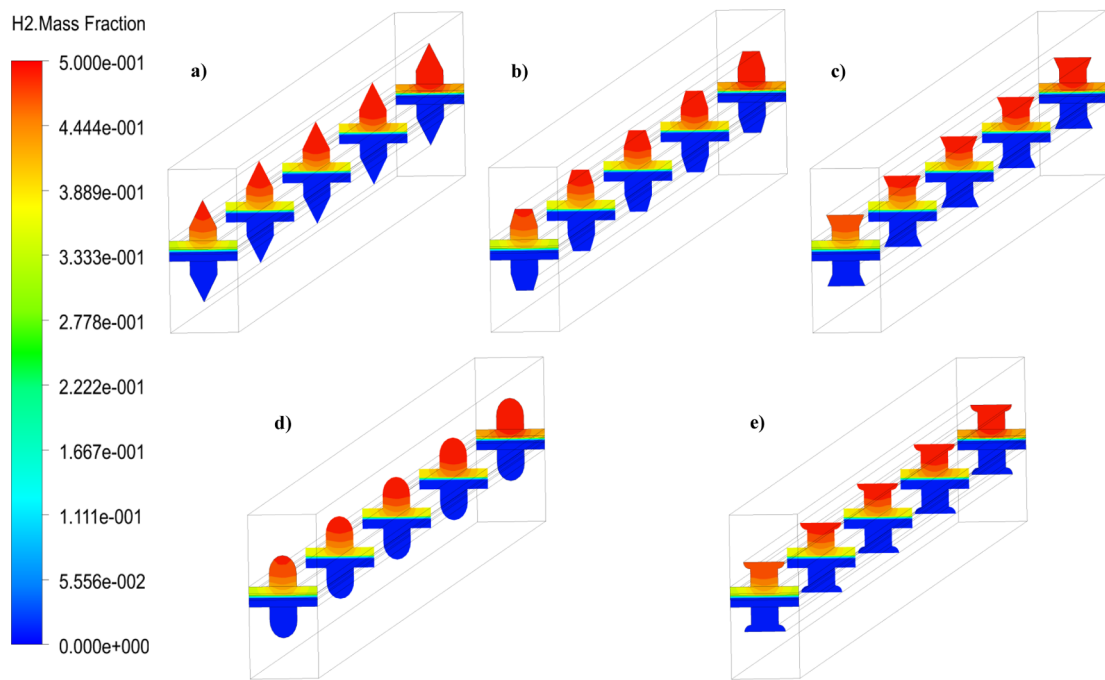 H2.Mass Fraction
5.000e-001
4.444e-001
3.889e-001
3.333e-001
2.778e-001
2.222e-001
1.667e-001
1.111e-001
5.556e-002
0.000e+000
a)
b)
c)
d)
e)